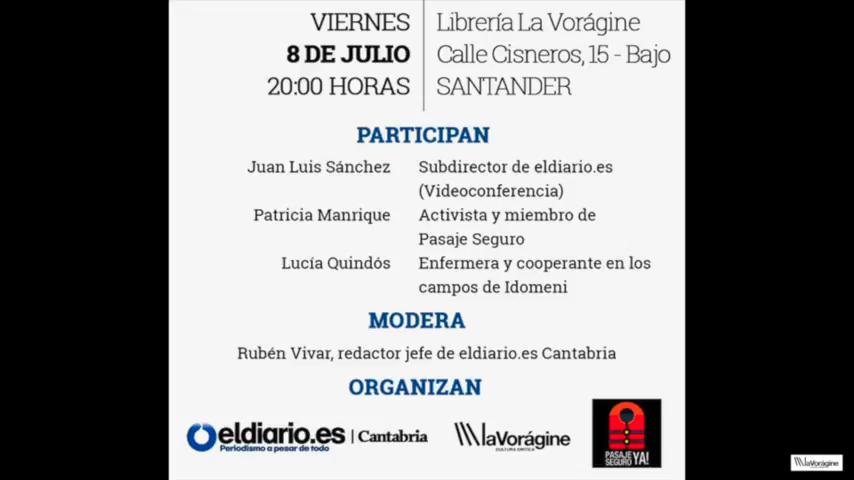 VIERNES
8 DE JULIO
20:00 HORAS
Librería La Vorágine
Calle Cisneros, 15 - Bajo
SANTANDER
PARTICIPAN
Juan Luis Sánchez Subdirector de eldiario.es
(Videoconferencia)
Patricia Manrique Activista y miembro de
Pasaje Seguro
Lucía Quindós Enfermera y cooperante en los
campos de Idomeni
MODERA
Rubén Vivar, redactor jefe de eldiario.es Cantabria
ORGANIZAN
eldiario.es | Cantabria
Periodismo a pesar de todo
laVorágine
CULTURA CRÍTICA
PASAJE
SEGURO YA!
laVorágine